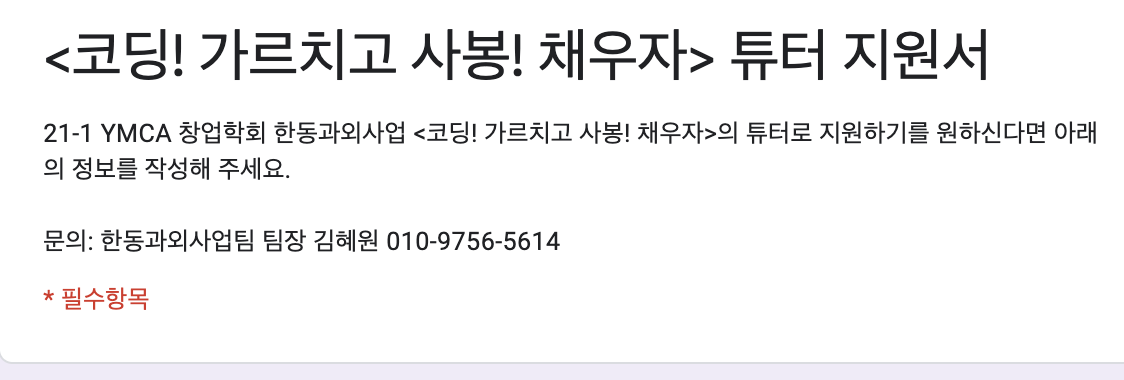 <코딩! 가르치고 사봉! 채우자> 튜터 지원서
21-1 YMCA 창업학회 한동과외사업 <코딩! 가르치고 사봉! 채우자>의 튜터로 지원하기를 원하신다면 아래
의 정보를 작성해 주세요.
문의: 한동과외사업팀 팀장 김혜원 010-9756-5614
* 필수항목